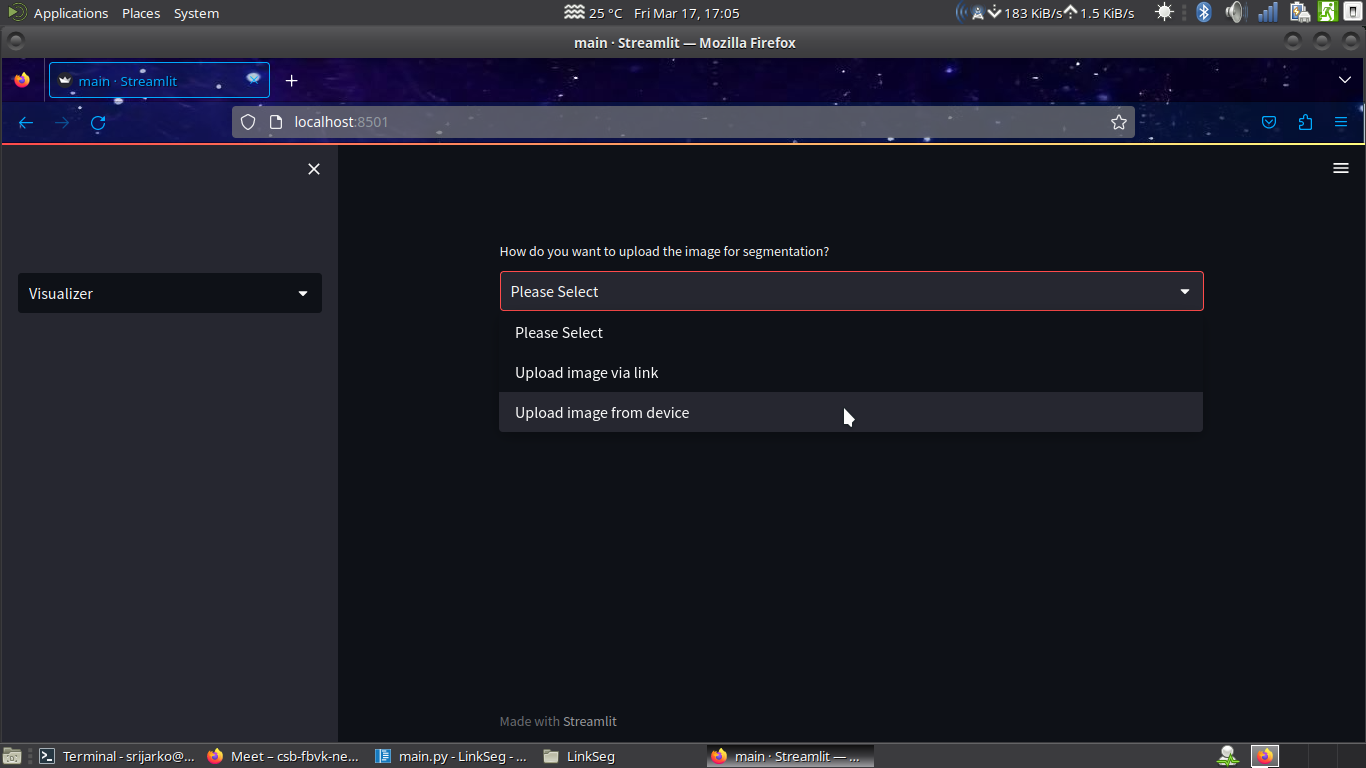 Applications Places System 25 °C Fri Mar 17, 17:05 183 KiB/s 1.5 KiB/s
main · Streamlit — Mozilla Firefox
main · Streamlit
localhost:8501
How do you want to upload the image for segmentation?
Visualizer
Please Select
Please Select
Upload image via link
Upload image from device
Made with Streamlit
Terminal - srijarko@... Meet – csb-fbvk-ne... main.py - LinkSeg - ... LinkSeg main · Streamlit — ...